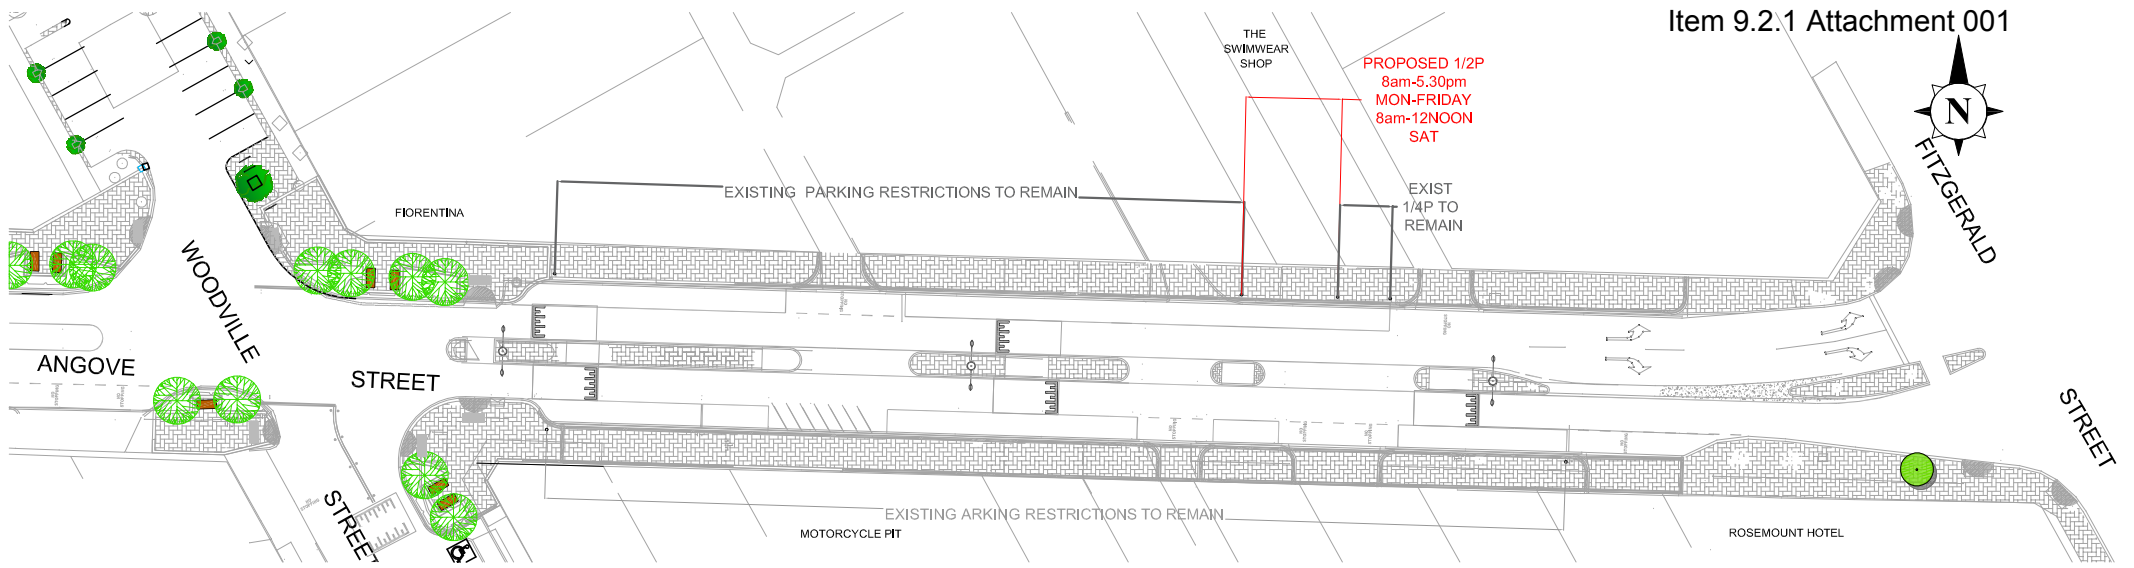 Item 9.2.1 Attachment 001
THE
SWIMWEAR
SHOP
PROPOSED 1/2P
8am-5.30pm
MON-FRIDAY
8am-12NOON
SAT
N
FITZGERALD
EXISTING PARKING RESTRICTIONS TO REMAIN
EXIST
1/4P TO
REMAIN
FIORENTINA
WOODVILLE
ANGOVE
STREET
STREET
STREET
EXISTING ARKING RESTRICTIONS TO REMAIN
MOTORCYCLE PIT
ROSEMOUNT HOTEL